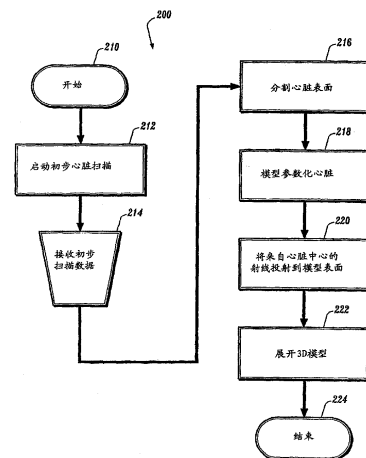 200
210
开始
212
启动初步心脏扫描
214
接收初步
扫描数据
216
分割心脏表面
218
模型参数化心脏
220
将来自心脏中心的
射线投射到模型表面
222
展开3D模型
224
结束